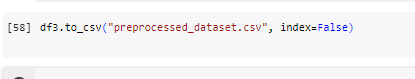 [58] df3.to_csv("preprocessed_dataset.csv", index=False)